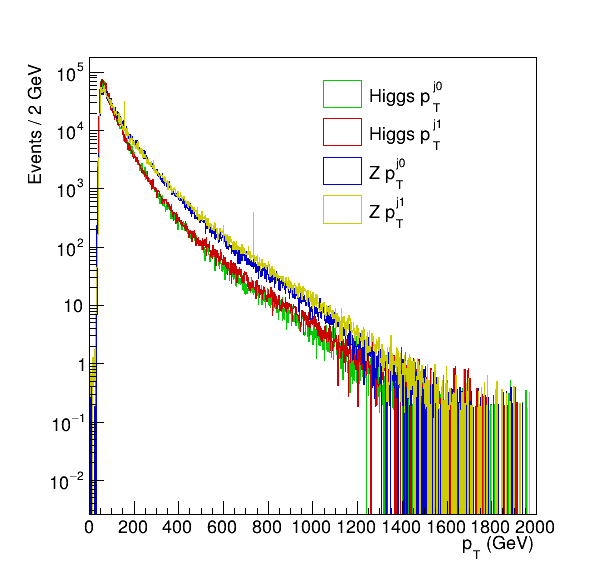 Events / 2 GeV
10^5
10^4
10^3
10^2
10
1
10^−1
10^−2
Higgs p_T^j0
Higgs p_T^j1
Z p_T^j0
Z p_T^j1
0 200 400 600 800 1000 1200 1400 1600 1800 2000
p_T (GeV)